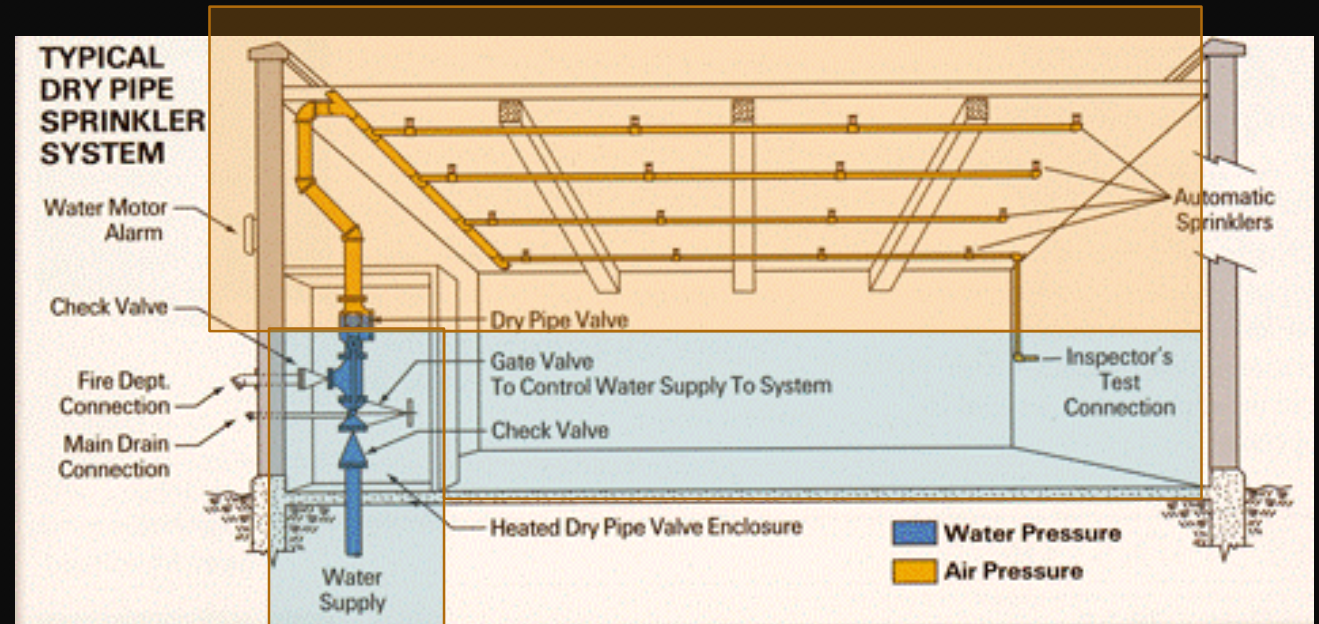 TYPICAL
DRY PIPE
SPRINKLER
SYSTEM
Water Motor
Alarm
Automatic
Sprinklers
Check Valve
Dry Pipe Valve
Gate Valve
To Control Water Supply To System
Inspector's
Test
Connection
Fire Dept.
Connection
Check Valve
Main Drain
Connection
Heated Dry Pipe Valve Enclosure
Water Pressure
Air Pressure
Water
Supply